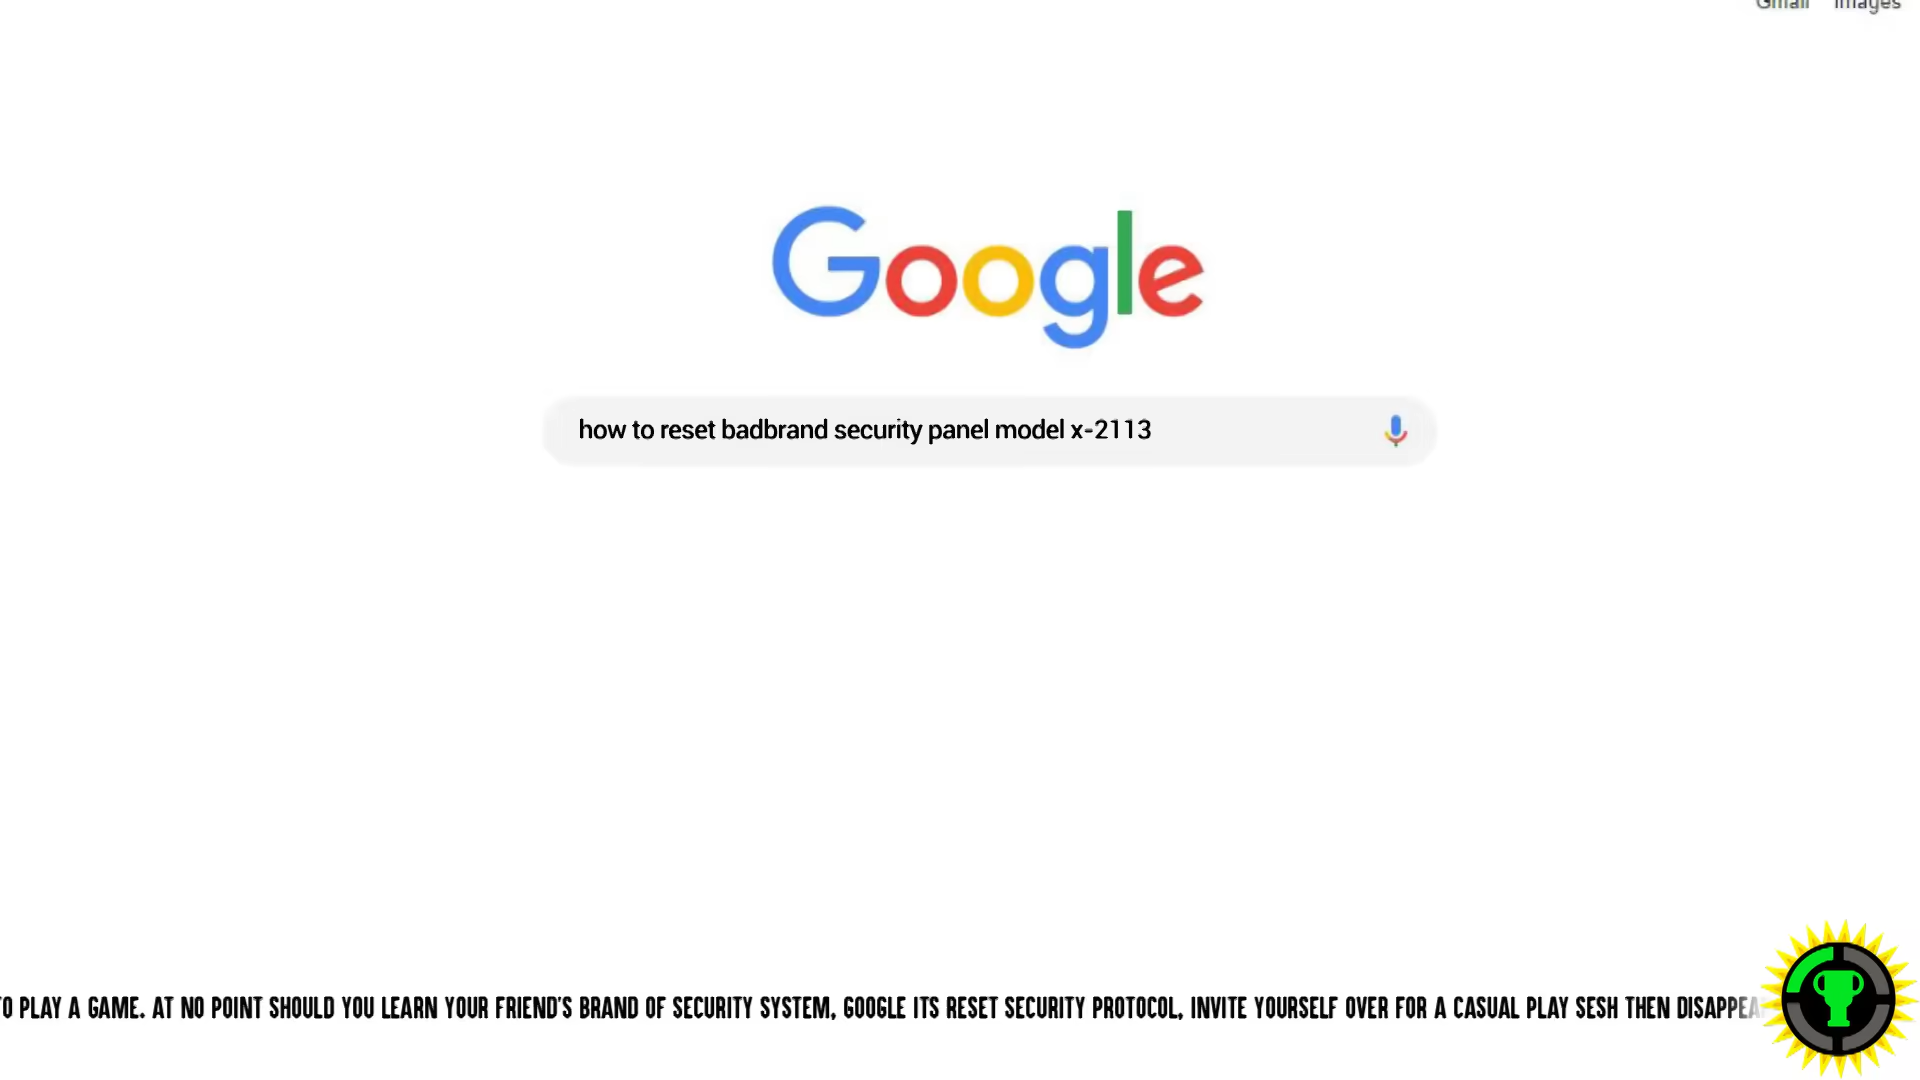 Gmail Images
Google
how to reset badbrand security panel model x-2113
TO PLAY A GAME. AT NO POINT SHOULD YOU LEARN YOUR FRIEND'S BRAND OF SECURITY SYSTEM, GOOGLE ITS RESET SECURITY PROTOCOL, INVITE YOURSELF OVER FOR A CASUAL PLAY SESH THEN DISAPPEA